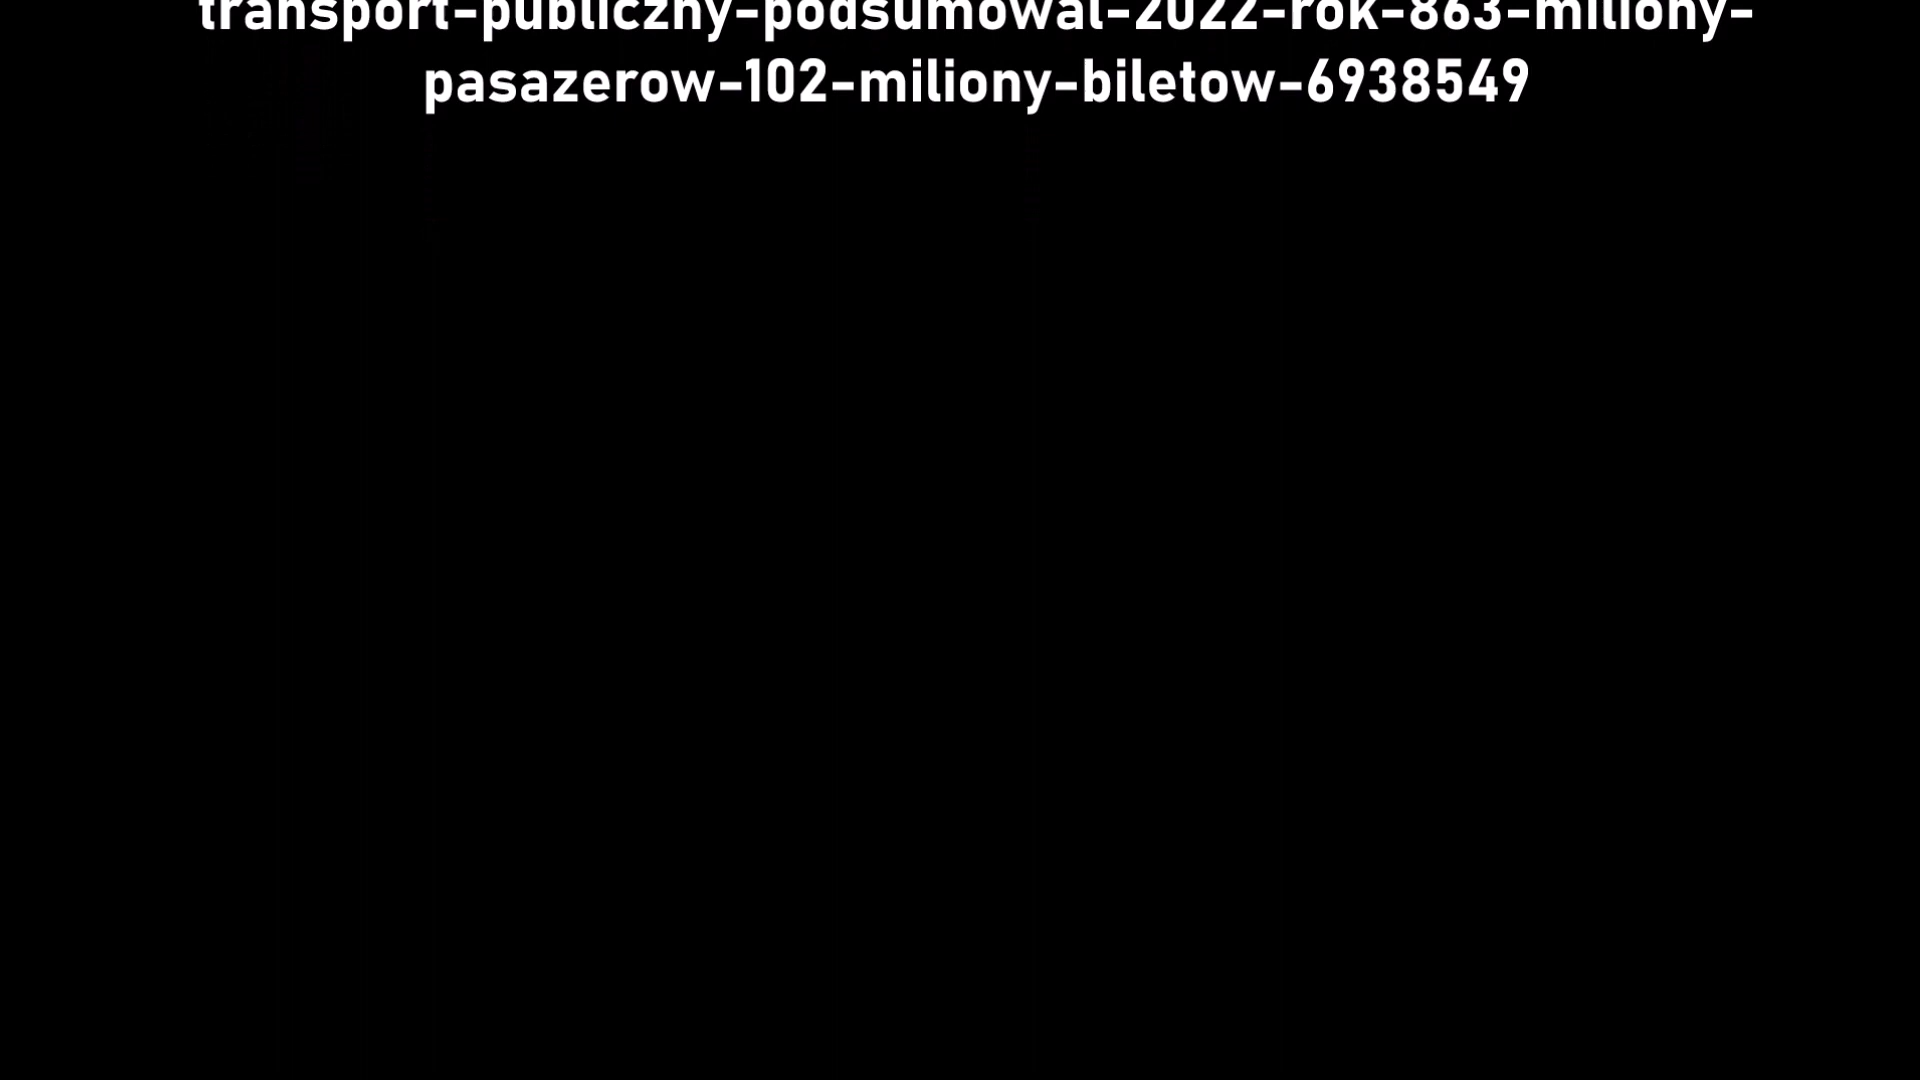 transport-publiczny-podsumowal-2022-rok-863-miliony-
pasazerow-102-miliony-biletow-6938549